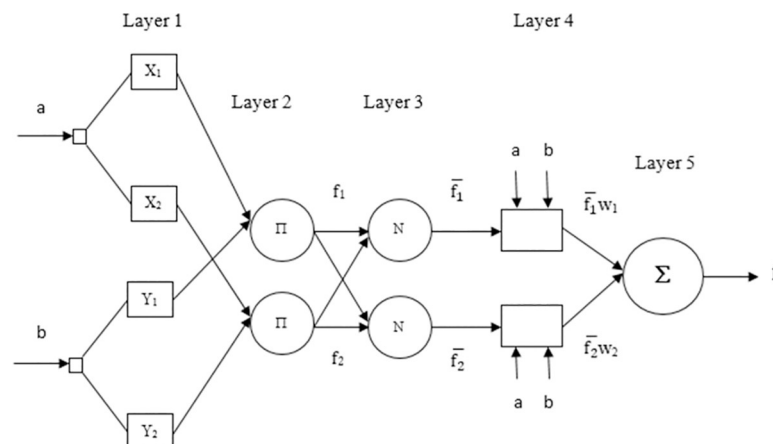 Layer 1
Layer 4
X₁
a
Layer 2
Layer 3
a b
Layer 5
X₂
f₁
f̅₁
f̅₁w₁
Π
N
Σ
Y₁
b
Π
N
f₂
f̅₂
f̅₂w₂
a b
Y₂